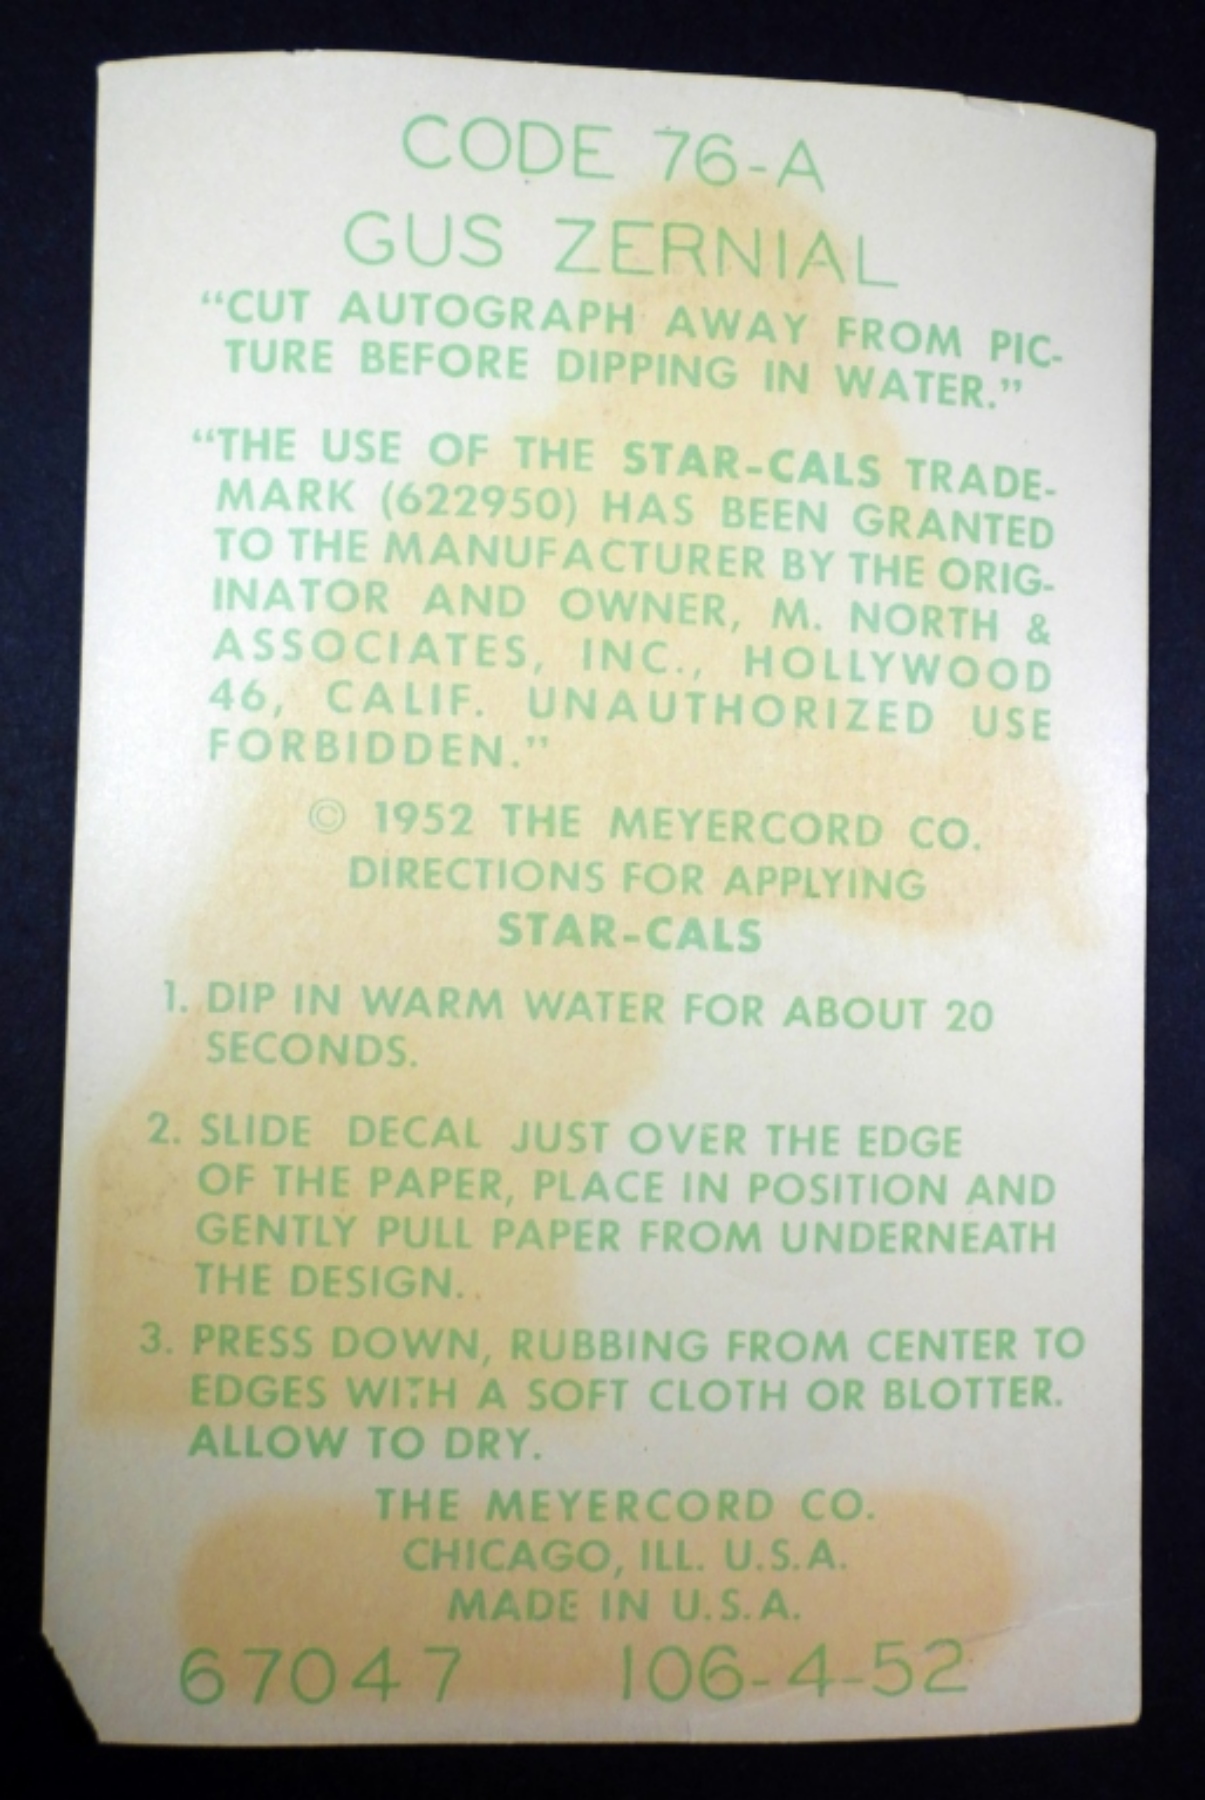 CODE 76-A
GUS ZERNIAL
“CUT AUTOGRAPH AWAY FROM PIC-
TURE BEFORE DIPPING IN WATER.”
“THE USE OF THE STAR-CALS TRADE-
MARK (622950) HAS BEEN GRANTED
TO THE MANUFACTURER BY THE ORIG-
INATOR AND OWNER, M. NORTH &
ASSOCIATES, INC., HOLLYWOOD
46, CALIF. UNAUTHORIZED USE
FORBIDDEN.”
© 1952 THE MEYERCORD CO.
DIRECTIONS FOR APPLYING
STAR-CALS
1. DIP IN WARM WATER FOR ABOUT 20
SECONDS.
2. SLIDE DECAL JUST OVER THE EDGE
OF THE PAPER, PLACE IN POSITION AND
GENTLY PULL PAPER FROM UNDERNEATH
THE DESIGN.
3. PRESS DOWN, RUBBING FROM CENTER TO
EDGES WITH A SOFT CLOTH OR BLOTTER.
ALLOW TO DRY.
THE MEYERCORD CO.
CHICAGO, ILL. U.S.A.
MADE IN U.S.A.
67047 106-4-52